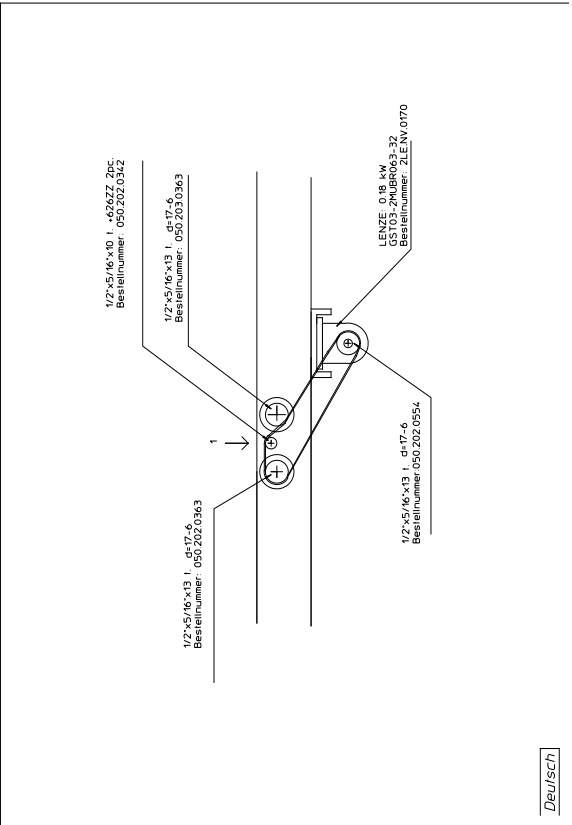 1/2"x5/16"x10 t. +626ZZ 2pc.
Bestellnummer: 050.202.0342
1/2"x5/16"x13 t. d=17-6
Bestellnummer: 050.203.0363
LENZE 0.18 kW
GST03-2MUBR063-32
Bestellnummer: 2LE.NV.0170
1
1/2"x5/16"x13 t. d=17-6
Bestellnummer: 050.202.0363
1/2"x5/16"x13 t. d=17-6
Bestellnummer:050.202.0554
Deutsch